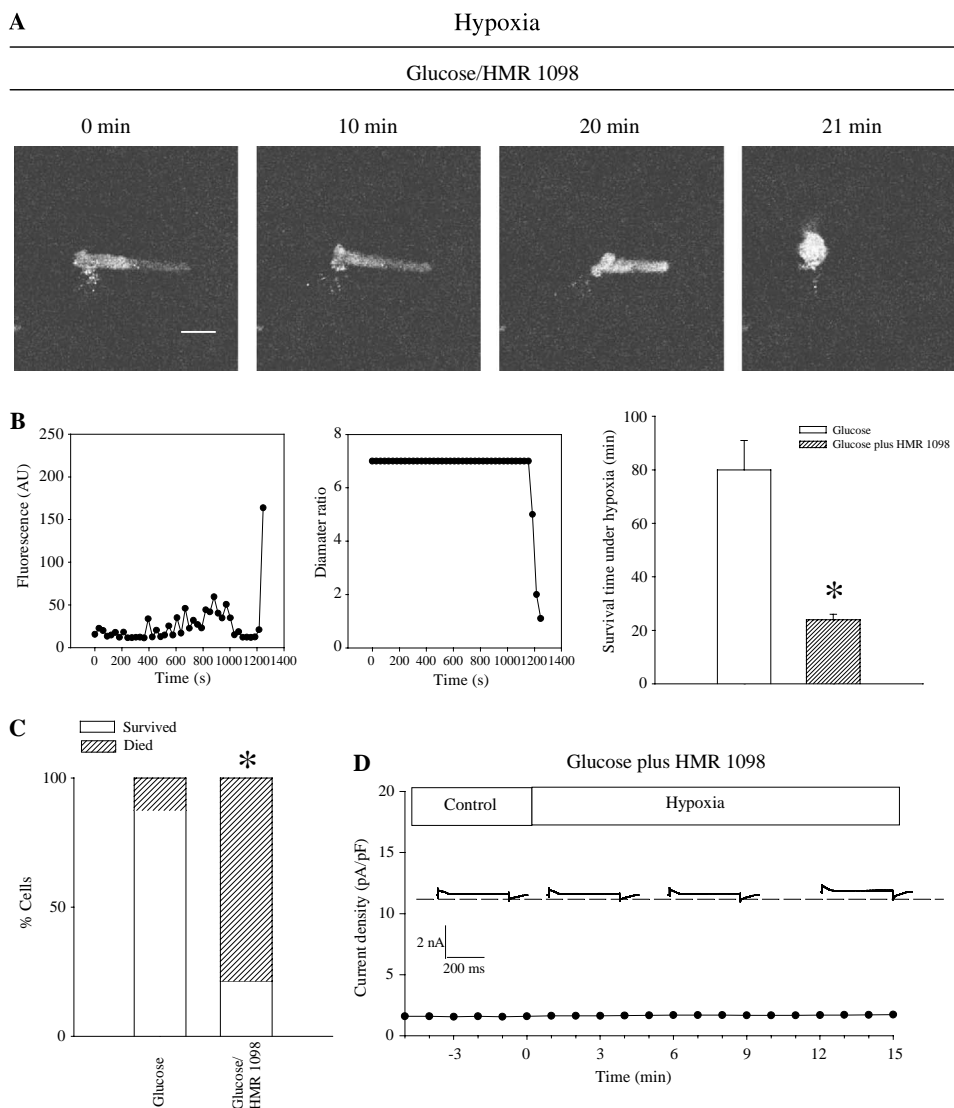 A
Hypoxia
Glucose/HMR 1098
0 min 10 min 20 min 21 min
B
250
200
150
100
50
0
Fluorescence (AU)
0 200 400 600 800 1000 1200 1400
Time (s)
8
6
4
2
0
Diamater ratio
0 200 400 600 800 1000 1200 1400
Time (s)
100
80
60
40
20
0
Survival time under hypoxia (min)
Glucose
Glucose plus HMR 1098
*
C
Survived
Died
*
100
50
0
% Cells
Glucose
Glucose/
HMR 1098
D
Glucose plus HMR 1098
20
15
10
5
0
Current density (pA/pF)
Control Hypoxia
2 nA
200 ms
-3 0 3 6 9 12 15
Time (min)